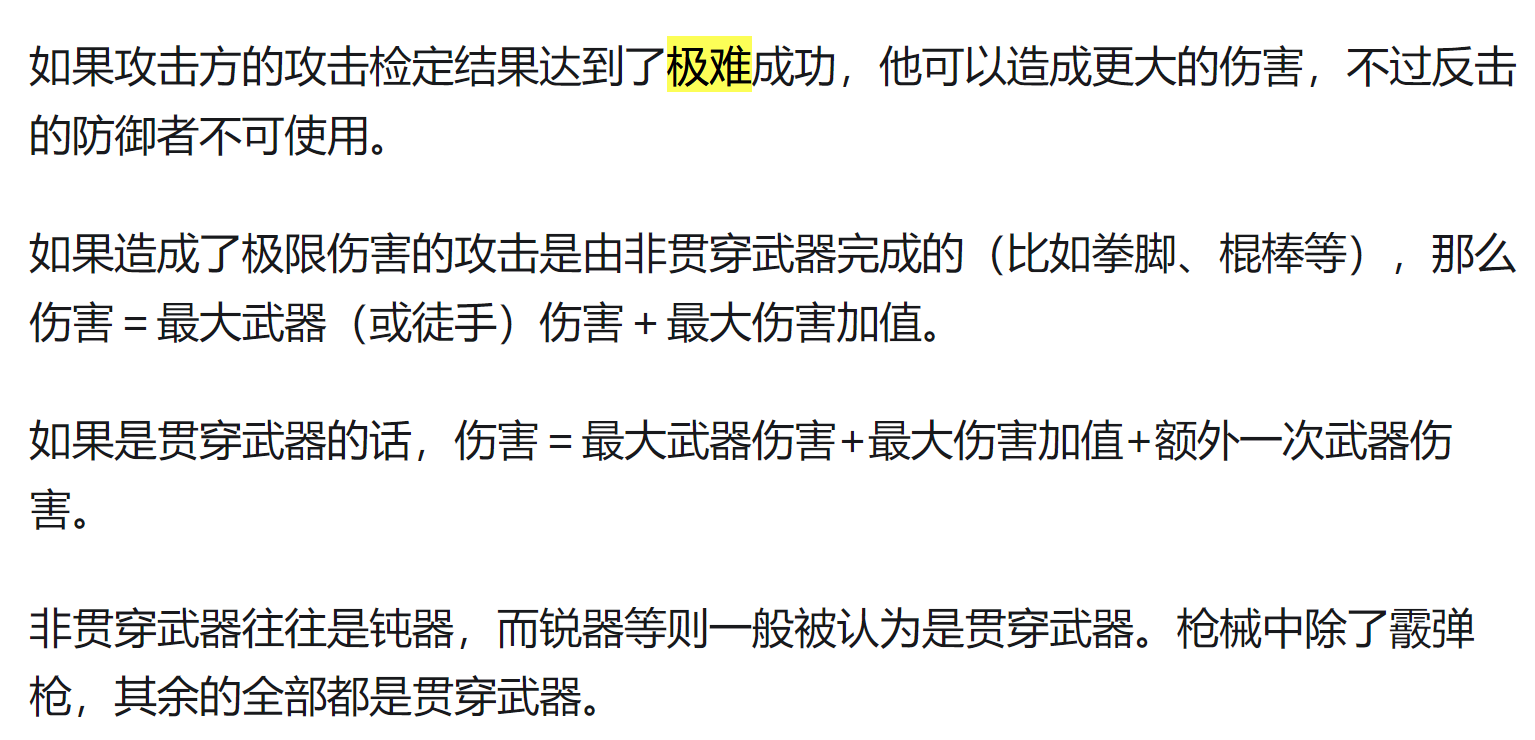 如果攻击方的攻击检定结果达到了极难成功，他可以造成更大的伤害，不过反击
的防御者不可使用。
如果造成了极限伤害的攻击是由非贯穿武器完成的（比如拳脚、棍棒等），那么
伤害 = 最大武器（或徒手）伤害 + 最大伤害加值。
如果是贯穿武器的话，伤害 = 最大武器伤害+最大伤害加值+额外一次武器伤
害。
非贯穿武器往往是钝器，而锐器等则一般被认为是贯穿武器。枪械中除了霰弹
枪，其余的全部都是贯穿武器。